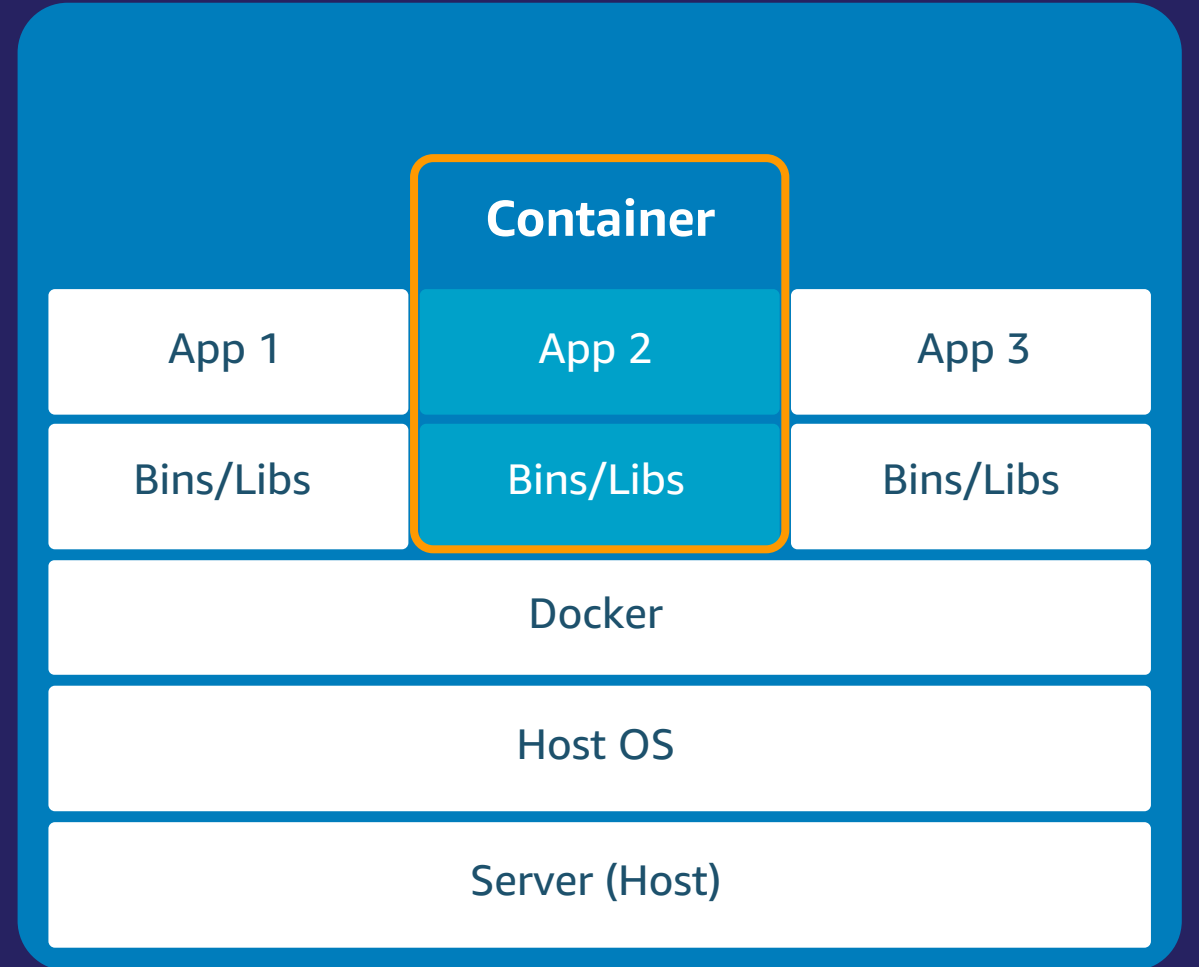 Container
App 1
App 2
App 3
Bins/Libs
Bins/Libs
Bins/Libs
Docker
Host OS
Server (Host)